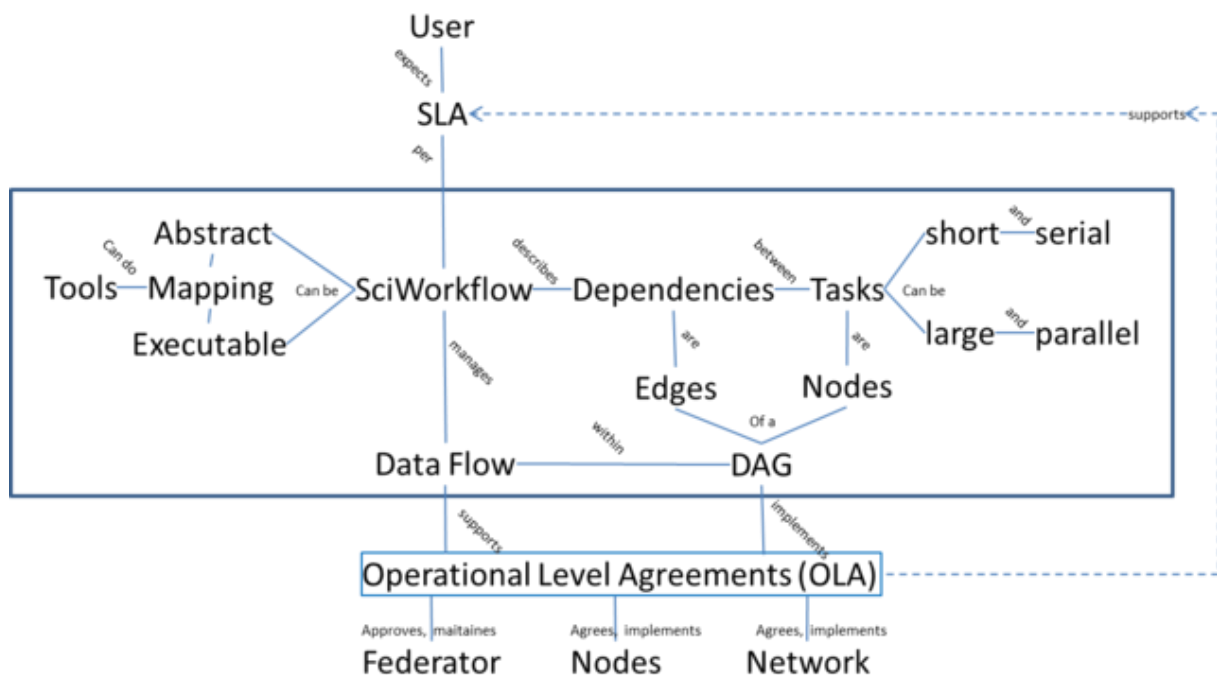 User
expects
SLA
supports
per
Abstract
short
and
serial
Can do
describes
between
Tools
Mapping
Can be
SciWorkflow
Dependencies
Tasks
Can be
Executable
large
and
parallel
manages
are
are
Edges
Nodes
Of a
within
Data Flow
DAG
supports
implements
Operational Level Agreements (OLA)
Approves, maitaines
Agrees, implements
Agrees, implements
Federator
Nodes
Network